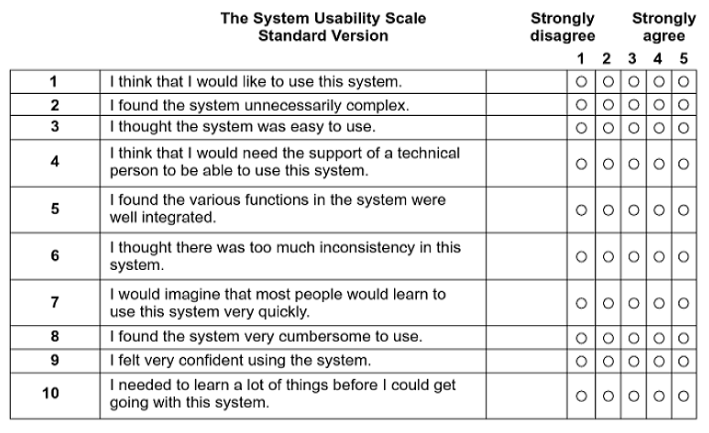 The System Usability Scale
Standard Version
Strongly
disagree
Strongly
agree
1 2 3 4 5
1 I think that I would like to use this system.
2 I found the system unnecessarily complex.
3 I thought the system was easy to use.
4 I think that I would need the support of a technical
person to be able to use this system.
5 I found the various functions in the system were
well integrated.
6 I thought there was too much inconsistency in this
system.
7 I would imagine that most people would learn to
use this system very quickly.
8 I found the system very cumbersome to use.
9 I felt very confident using the system.
10 I needed to learn a lot of things before I could get
going with this system.